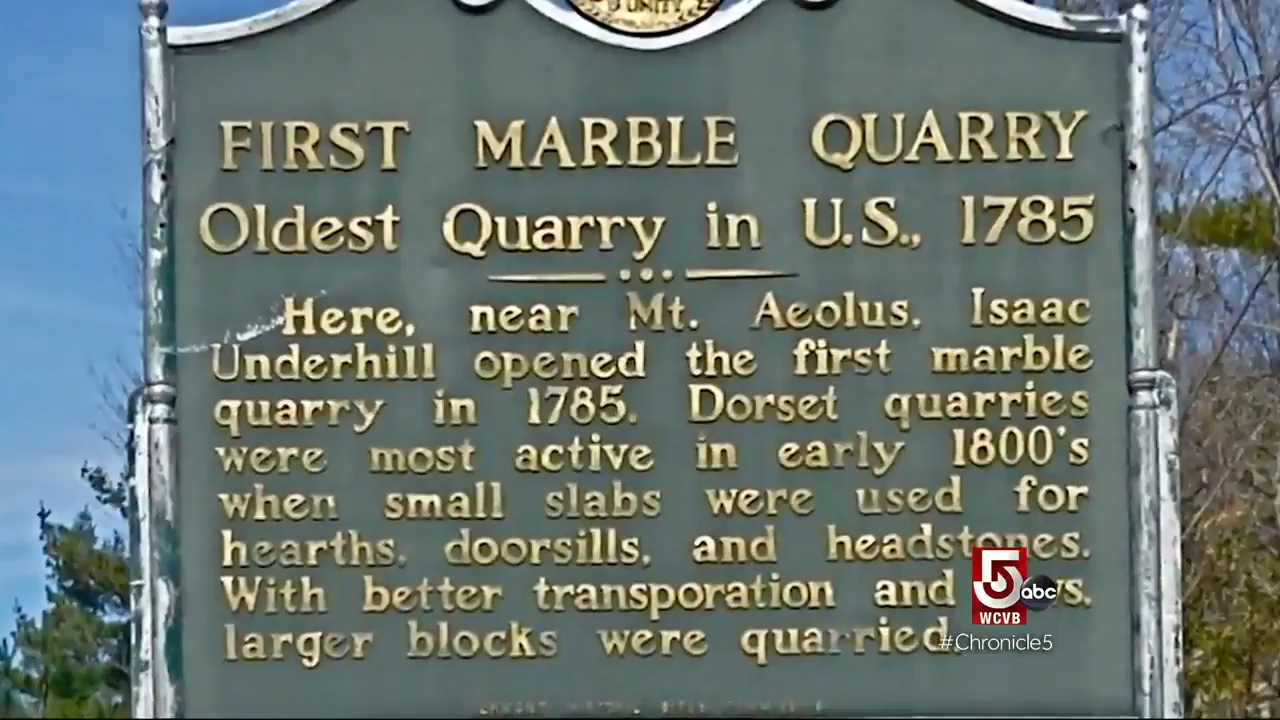 & UNITY
FIRST MARBLE QUARRY
Oldest Quarry in U.S., 1785
Here, near Mt. Aeolus, Isaac
Underhill opened the first marble
quarry in 1785. Dorset quarries
were most active in early 1800's
when small slabs were used for
hearths, doorsills, and headstones.
With better transporation and
larger blocks were quarried.
5 abc
WCVB
#Chronicle5